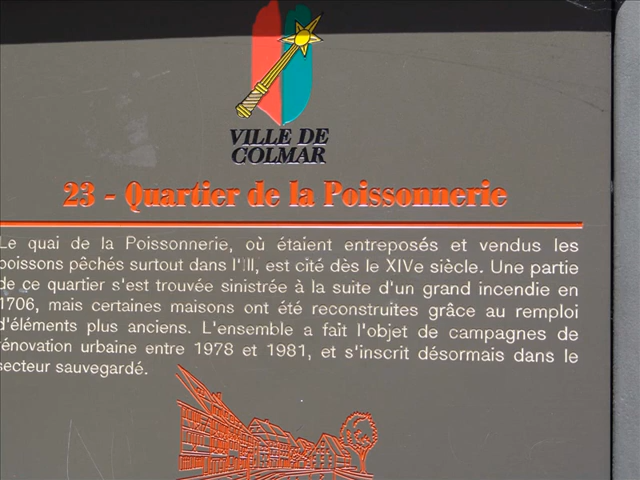 VILLE DE
COLMAR
23 - Quartier de la Poissonnerie
Le quai de la Poissonnerie, où étaient entreposés et vendus les
poissons pêchés surtout dans l'Ill, est cité dès le XIVe siècle. Une partie
de ce quartier s'est trouvée sinistrée à la suite d'un grand incendie en
1706, mais certaines maisons ont été reconstruites grâce au remploi
d'éléments plus anciens. L'ensemble a fait l'objet de campagnes de
rénovation urbaine entre 1978 et 1981, et s'inscrit désormais dans le
secteur sauvegardé.